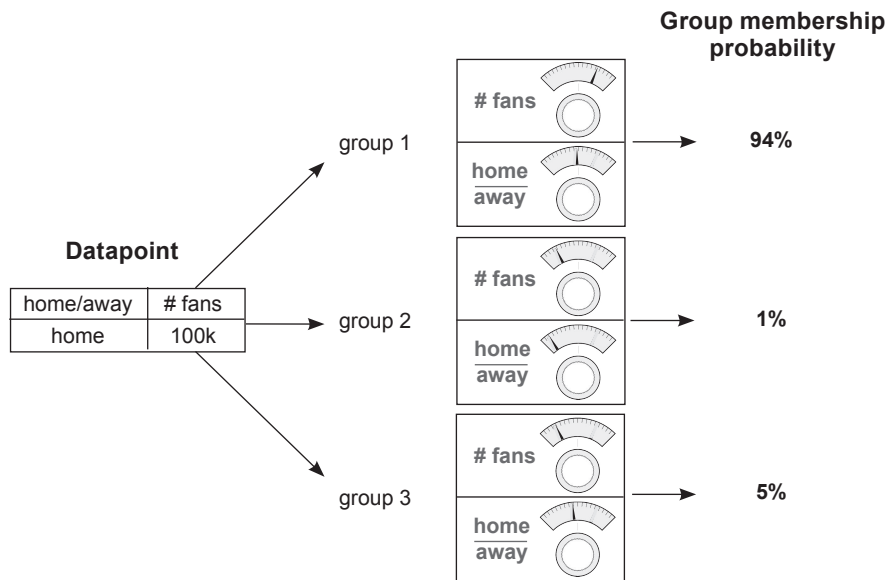 Group membership
probability
# fans
group 1
94%
home
away
Datapoint
home/away # fans
home 100k
# fans
group 2
1%
home
away
# fans
group 3
5%
home
away